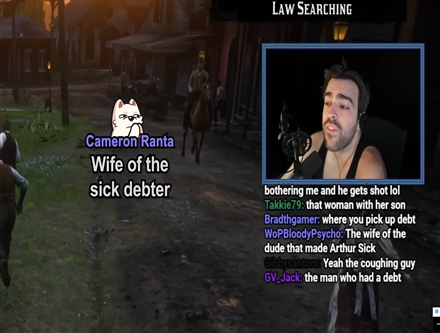 Law Searching
Cameron Ranta
Wife of the
sick debter
bothering me and he gets shot lol
Takkie79: that woman with her son
Bradthgamer: where you pick up debt
WoPBloodyPsycho: The wife of the
dude that made Arthur Sick
Yeah the coughing guy
GV_Jack: the man who had a debt